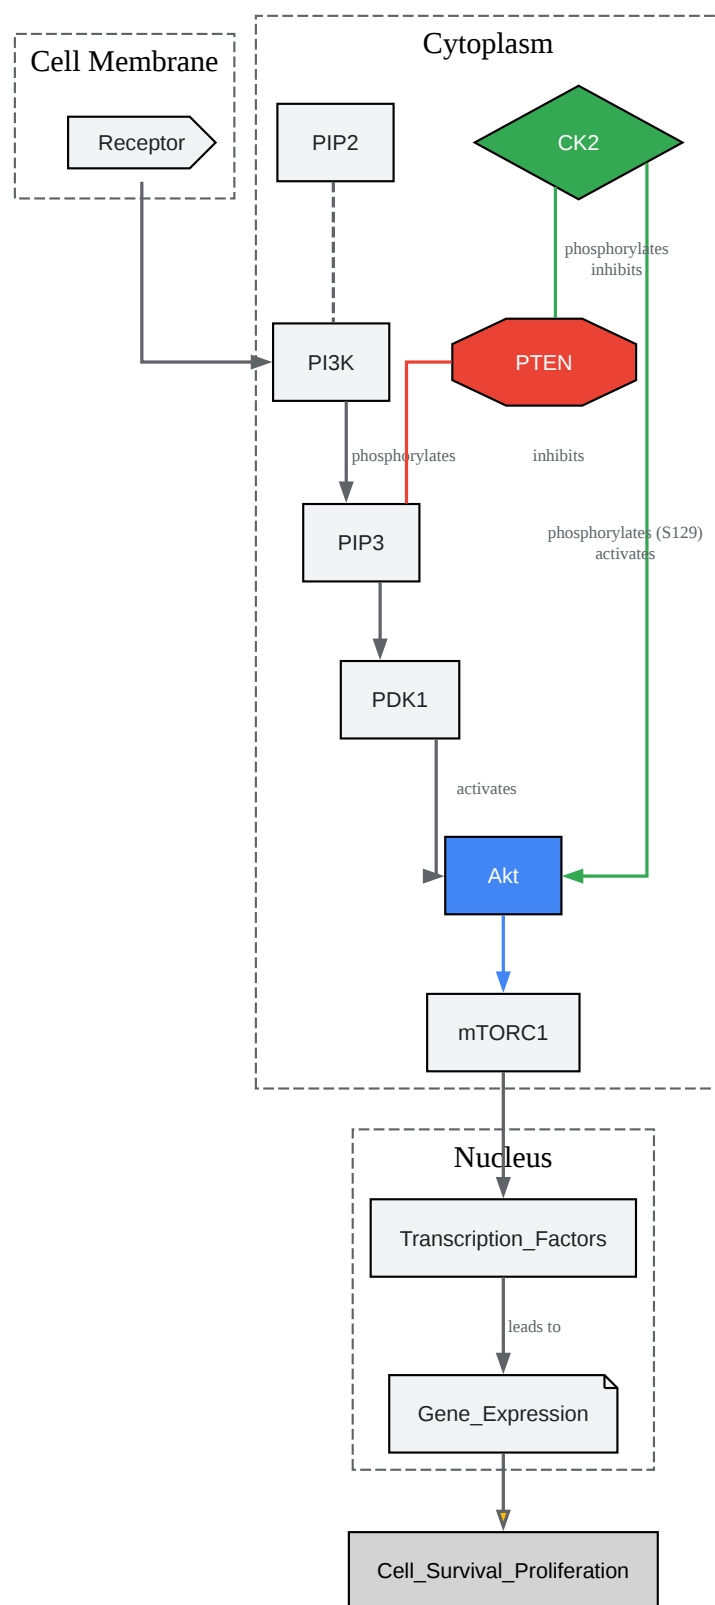 Cytoplasm
Cell Membrane
Receptor
PIP2
CK2
phosphorylates
inhibits
PI3K
PTEN
phosphorylates
inhibits
PIP3
phosphorylates (S129)
activates
PDK1
activates
Akt
mTORC1
Nucleus
Transcription_Factors
leads to
Gene_Expression
Cell_Survival_Proliferation